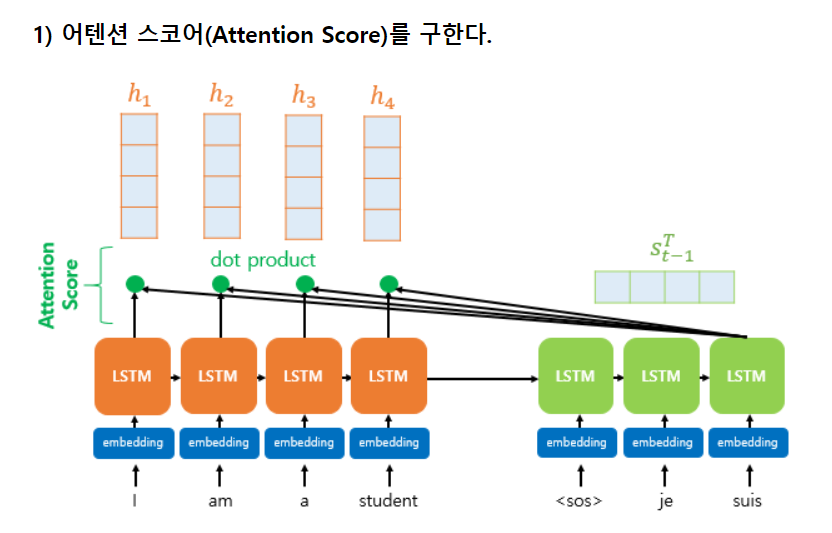 1) 어텐션 스코어(Attention Score)를 구한다.
h₁ h₂ h₃ h₄
dot product
Attention Score
s_{t-1}^T
LSTM LSTM LSTM LSTM LSTM LSTM LSTM
embedding embedding embedding embedding embedding embedding embedding
I am a student <sos> je suis